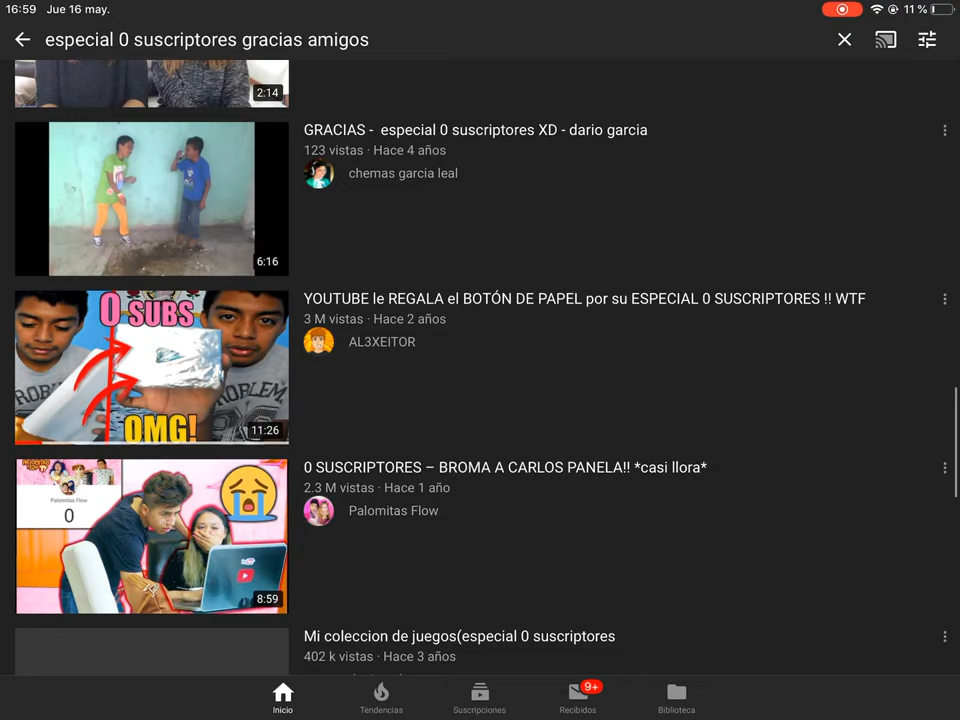 16:59 Jue 16 may. 11 %
especial 0 suscriptores gracias amigos
2:14
GRACIAS - especial 0 suscriptores XD - dario garcia
123 vistas · Hace 4 años
chemas garcia leal
6:16
YOUTUBE le REGALA el BOTÓN DE PAPEL por su ESPECIAL 0 SUSCRIPTORES !! WTF
3 M vistas · Hace 2 años
AL3XEITOR
0 SUBS
OMG!
11:26
0 SUSCRIPTORES – BROMA A CARLOS PANELA!! *casi llora*
2.3 M vistas · Hace 1 año
Palomitas Flow
Palomitas Flow
0
8:59
Mi coleccion de juegos(especial 0 suscriptores
402 k vistas · Hace 3 años
9+
Inicio Tendencias Suscripciones Recibidos Biblioteca